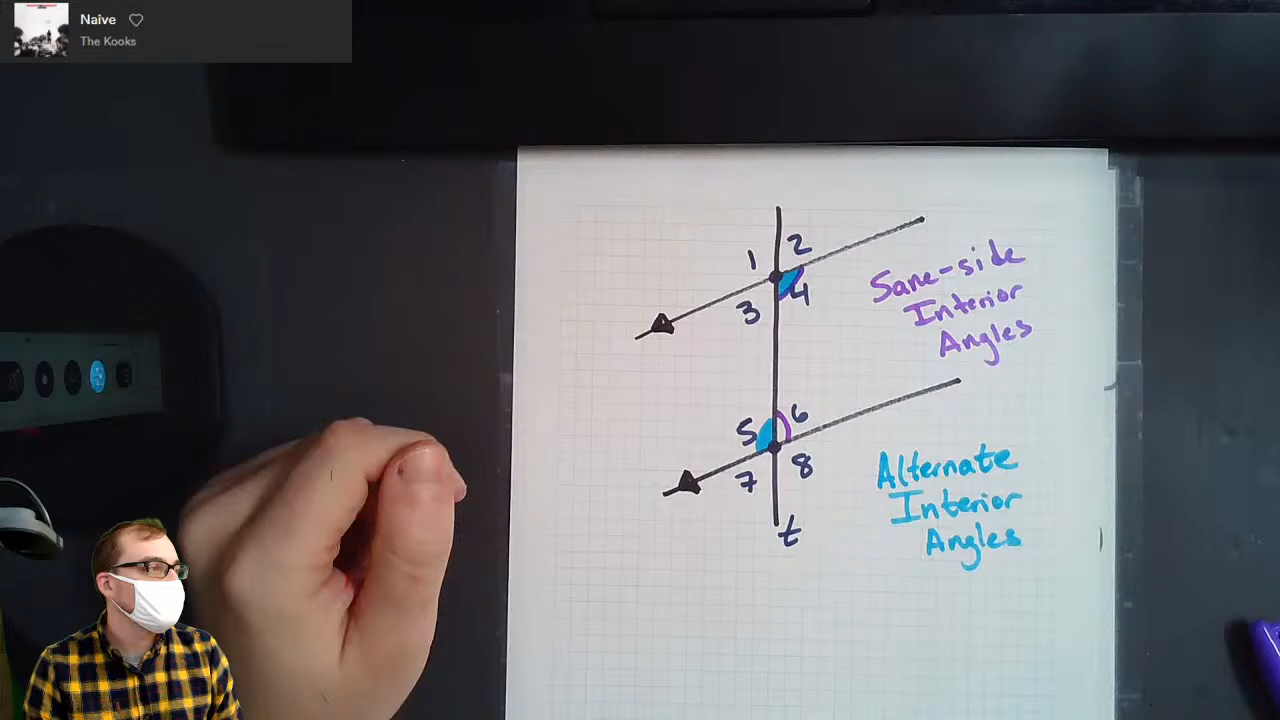 Naive
The Kooks
1 2
3 4
Same-side
Interior
Angles
5 6
7 8
t
Alternate
Interior
Angles